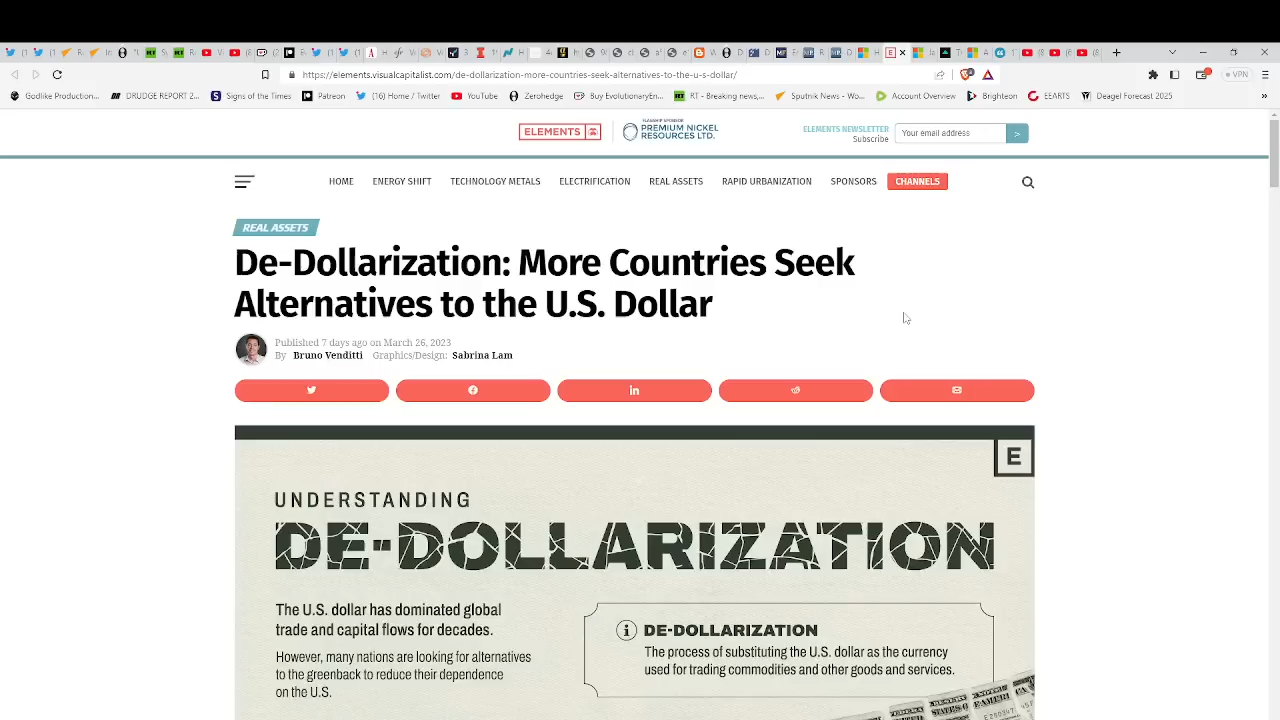 https://elements.visualcapitalist.com/de-dollarization-more-countries-seek-alternatives-to-the-u-s-dollar/
VPN
Godlike Productions...
DRUDGE REPORT 2...
Signs of the Times
Patreon
(16) Home / Twitter
YouTube
Zerohedge
Buy EvolutionaryEn...
RT - Breaking news,...
Sputnik News - Wo...
Account Overview
Brighteon
EEARTS
Deagel Forecast 2025
ELEMENTS
FLAGSHIP SPONSOR
PREMIUM NICKEL
RESOURCES LTD.
ELEMENTS NEWSLETTER
Subscribe
Your email address
>
HOME
ENERGY SHIFT
TECHNOLOGY METALS
ELECTRIFICATION
REAL ASSETS
RAPID URBANIZATION
SPONSORS
CHANNELS
REAL ASSETS
De-Dollarization: More Countries Seek
Alternatives to the U.S. Dollar
Published 7 days ago on March 26, 2023
By Bruno Venditti Graphics/Design: Sabrina Lam
E
UNDERSTANDING
DE-DOLLARIZATION
The U.S. dollar has dominated global
trade and capital flows for decades.
However, many nations are looking for alternatives
to the greenback to reduce their dependence
on the U.S.
DE-DOLLARIZATION
The process of substituting the U.S. dollar as the currency
used for trading commodities and other goods and services.